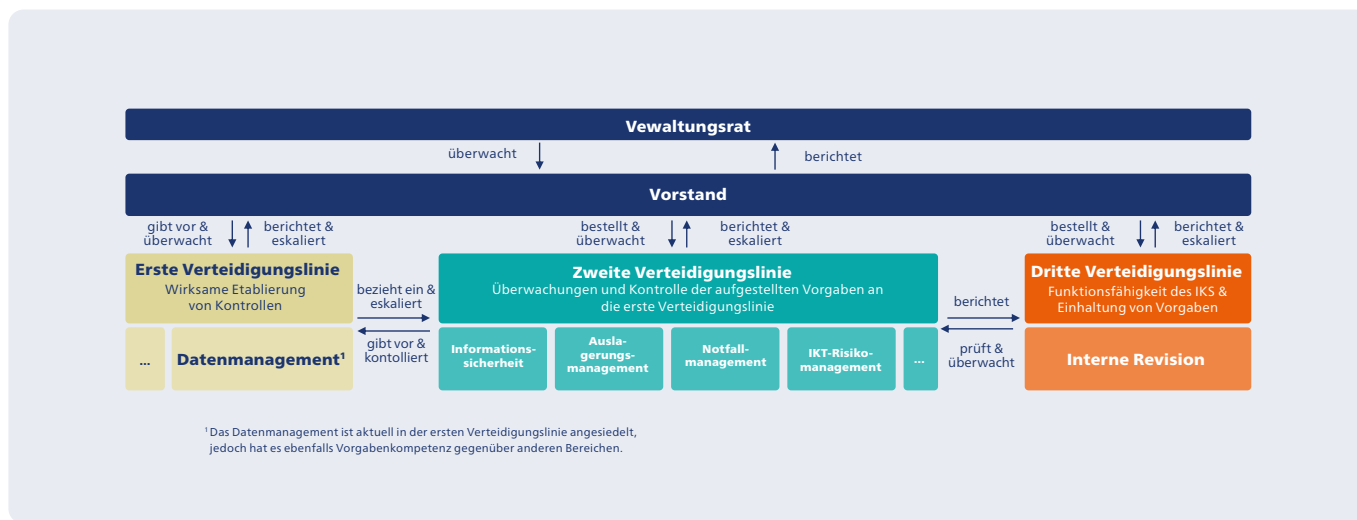 Vewaltungsrat
überwacht
berichtet
Vorstand
gibt vor &
überwacht
berichtet &
eskaliert
bestellt &
überwacht
berichtet &
eskaliert
bestellt &
überwacht
berichtet &
eskaliert
Erste Verteidigungslinie
Wirksame Etablierung
von Kontrollen
bezieht ein &
eskaliert
Zweite Verteidigungslinie
Überwachungen und Kontrolle der aufgestellten Vorgaben an
die erste Verteidigungslinie
berichtet
Dritte Verteidigungslinie
Funktionsfähigkeit des IKS &
Einhaltung von Vorgaben
...
Datenmanagement¹
gibt vor &
kontolliert
Informations-
sicherheit
Ausla-
gerungs-
management
Notfall-
management
IKT-Risiko-
management
...
prüft &
überwacht
Interne Revision
¹ Das Datenmanagement ist aktuell in der ersten Verteidigungslinie angesiedelt,
jedoch hat es ebenfalls Vorgabenkompetenz gegenüber anderen Bereichen.